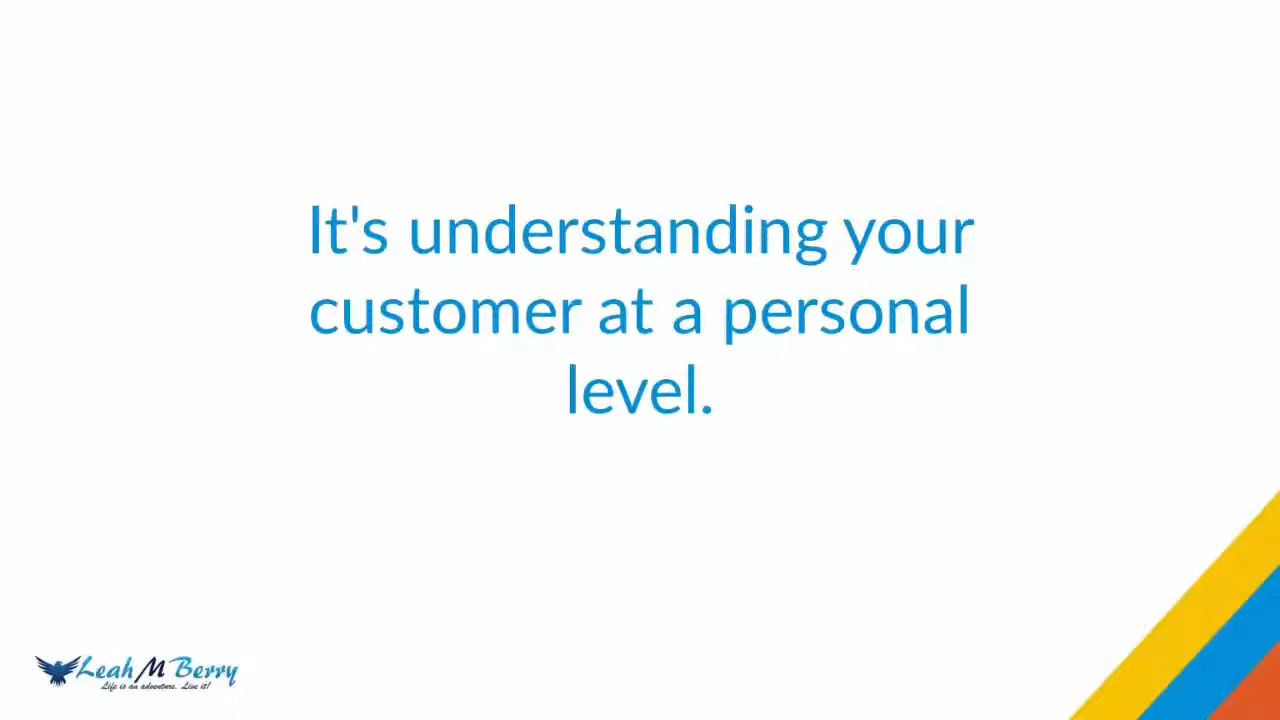 It's understanding your
customer at a personal
level.
Leah M Berry
Life is an adventure. Live it!